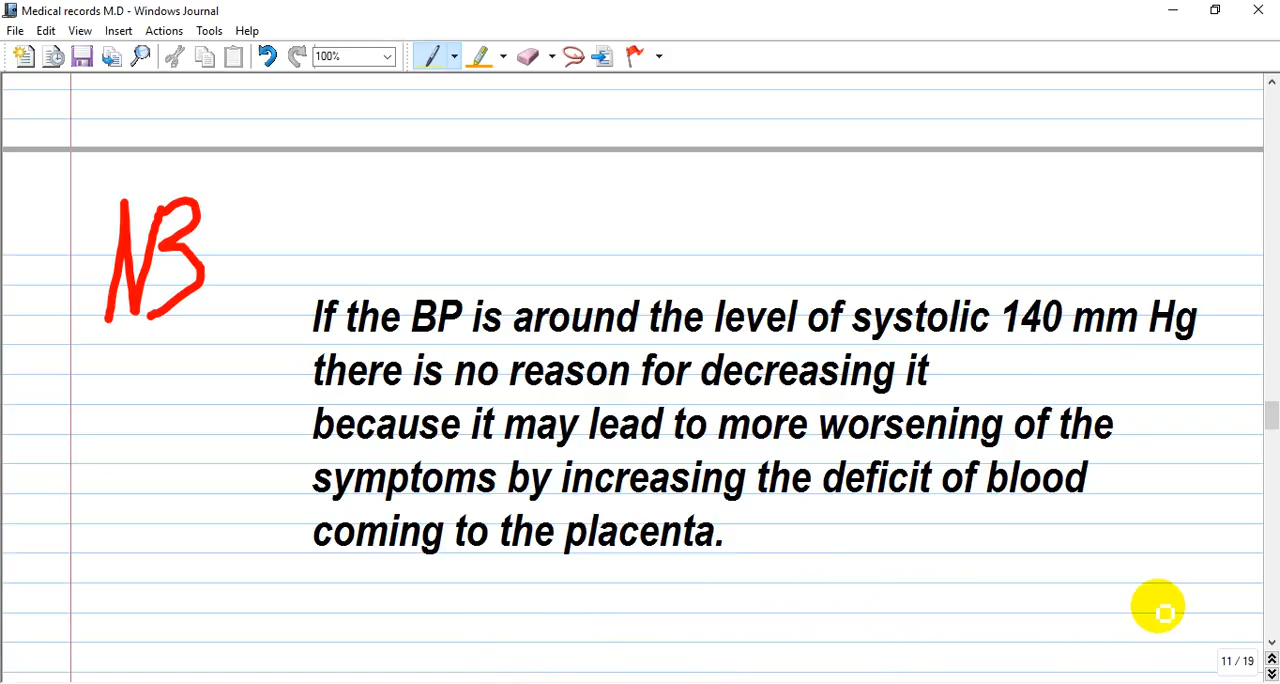 Medical records M.D - Windows Journal
File Edit View Insert Actions Tools Help
100%
NB
If the BP is around the level of systolic 140 mm Hg
there is no reason for decreasing it
because it may lead to more worsening of the
symptoms by increasing the deficit of blood
coming to the placenta.
11 / 19